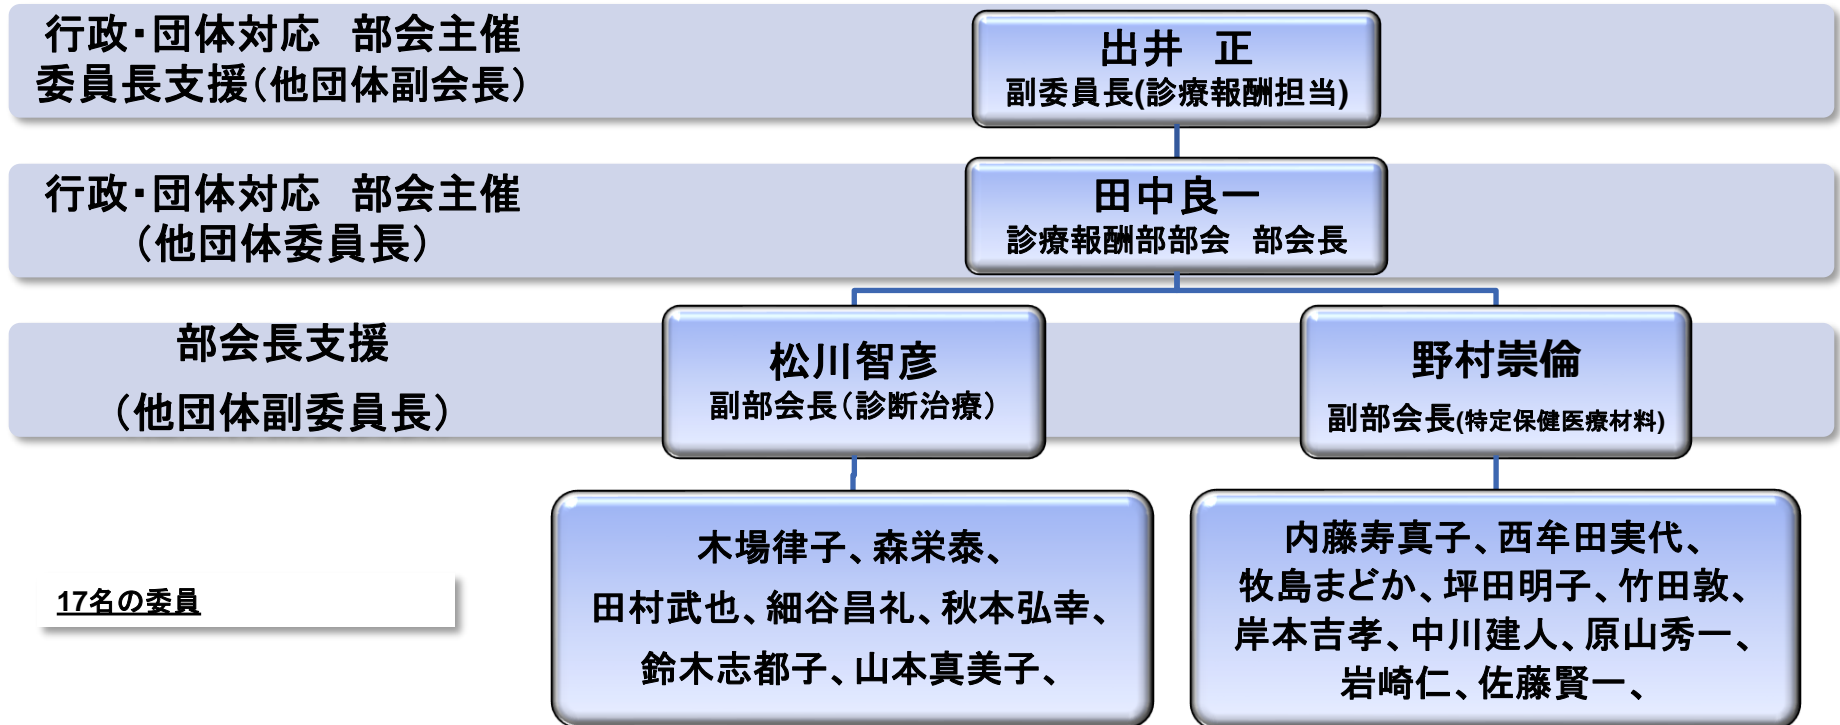 行政・団体対応　部会主催
委員長支援（他団体副会長）
出井　正
副委員長(診療報酬担当)
行政・団体対応　部会主催
（他団体委員長）
田中良一
診療報酬部部会　部会長
部会長支援
（他団体副委員長）
松川智彦
副部会長（診断治療）
野村崇倫
副部会長(特定保健医療材料)
17名の委員
木場律子、森栄泰、
田村武也、細谷昌礼、秋本弘幸、
鈴木志都子、山本真美子、
内藤寿真子、西牟田実代、
牧島まどか、坪田明子、竹田敦、
岸本吉孝、中川建人、原山秀一、
岩崎仁、佐藤賢一、